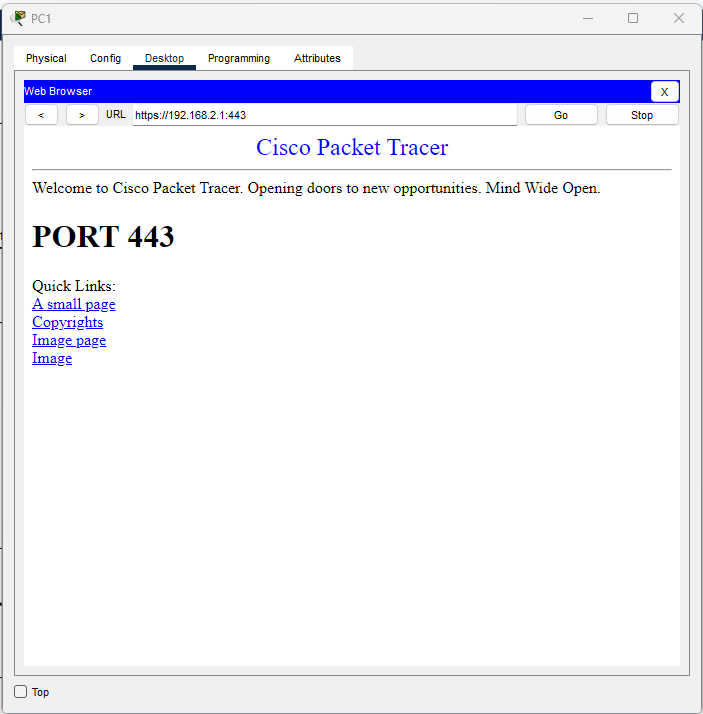 PC1
Physical Config Desktop Programming Attributes
Web Browser X
< > URL https://192.168.2.1:443 Go Stop
Cisco Packet Tracer
Welcome to Cisco Packet Tracer. Opening doors to new opportunities. Mind Wide Open.
PORT 443
Quick Links:
A small page
Copyrights
Image page
Image
Top